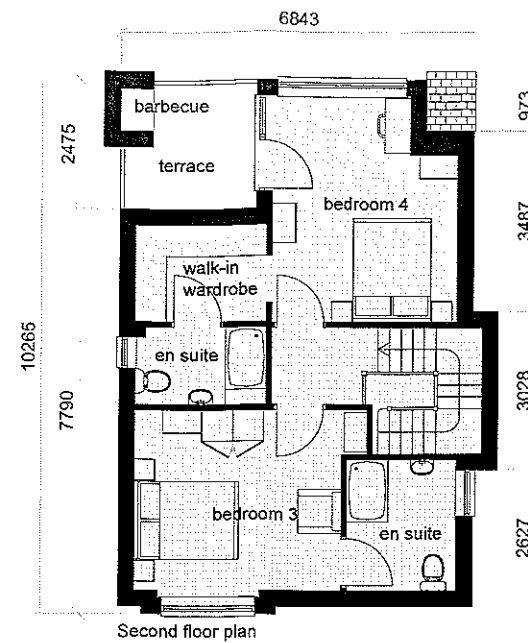 6843
barbecue
2475
terrace
973
bedroom 4
3487
walk-in
wardrobe
10265
en suite
7790
3028
bedroom 3
en suite
2627
Second floor plan